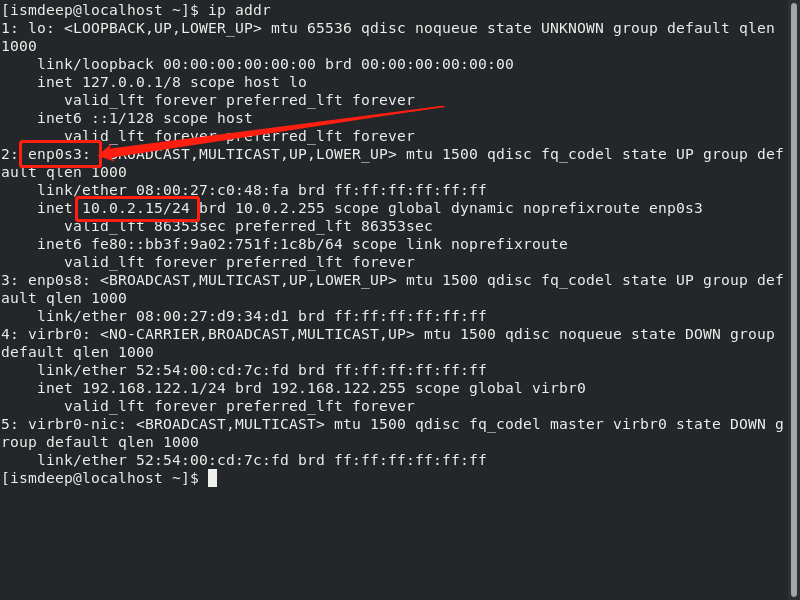 [ismdeep@localhost ~]$ ip addr
1: lo: <LOOPBACK,UP,LOWER_UP> mtu 65536 qdisc noqueue state UNKNOWN group default qlen
1000
    link/loopback 00:00:00:00:00:00 brd 00:00:00:00:00:00
    inet 127.0.0.1/8 scope host lo
       valid_lft forever preferred_lft forever
    inet6 ::1/128 scope host
       valid_lft forever preferred_lft forever
2: enp0s3: <BROADCAST,MULTICAST,UP,LOWER_UP> mtu 1500 qdisc fq_codel state UP group def
ault qlen 1000
    link/ether 08:00:27:c0:48:fa brd ff:ff:ff:ff:ff:ff
    inet 10.0.2.15/24 brd 10.0.2.255 scope global dynamic noprefixroute enp0s3
       valid_lft 86353sec preferred_lft 86353sec
    inet6 fe80::bb3f:9a02:751f:1c8b/64 scope link noprefixroute
       valid_lft forever preferred_lft forever
3: enp0s8: <BROADCAST,MULTICAST,UP,LOWER_UP> mtu 1500 qdisc fq_codel state UP group def
ault qlen 1000
    link/ether 08:00:27:d9:34:d1 brd ff:ff:ff:ff:ff:ff
4: virbr0: <NO-CARRIER,BROADCAST,MULTICAST,UP> mtu 1500 qdisc noqueue state DOWN group
default qlen 1000
    link/ether 52:54:00:cd:7c:fd brd ff:ff:ff:ff:ff:ff
    inet 192.168.122.1/24 brd 192.168.122.255 scope global virbr0
       valid_lft forever preferred_lft forever
5: virbr0-nic: <BROADCAST,MULTICAST> mtu 1500 qdisc fq_codel master virbr0 state DOWN g
roup default qlen 1000
    link/ether 52:54:00:cd:7c:fd brd ff:ff:ff:ff:ff:ff
[ismdeep@localhost ~]$